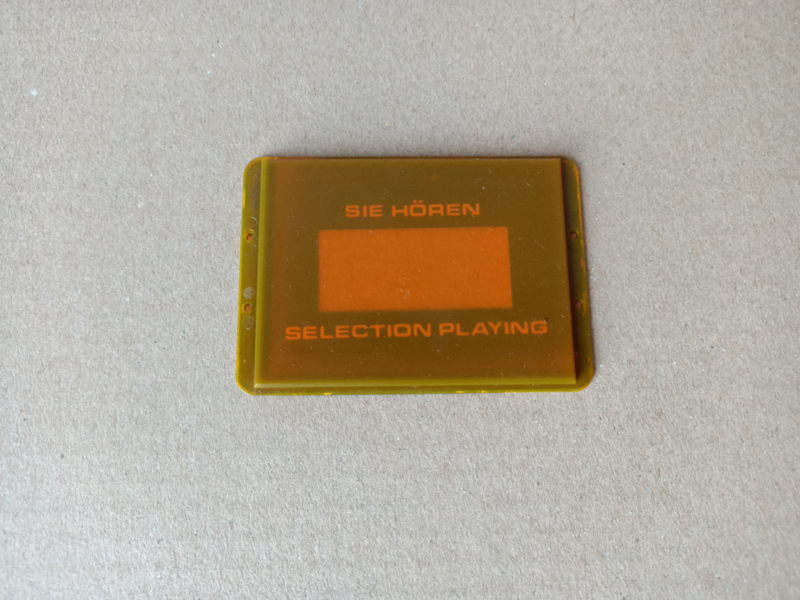 SIE HÖREN
SELECTION PLAYING